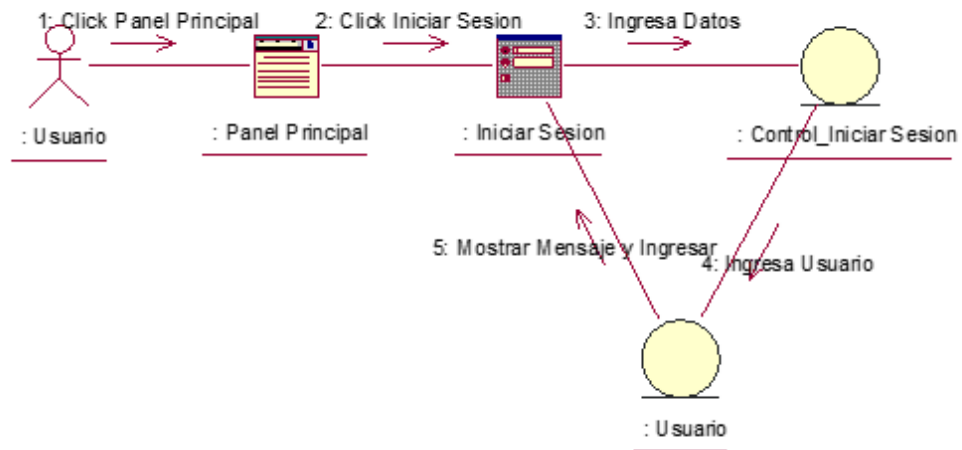 1: Click Panel Principal
2: Click Iniciar Sesion
3: Ingresa Datos
: Usuario
: Panel Principal
: Iniciar Sesion
: Control_Iniciar Sesion
5: Mostrar Mensaje y Ingresar
4: Ingresa Usuario
: Usuario